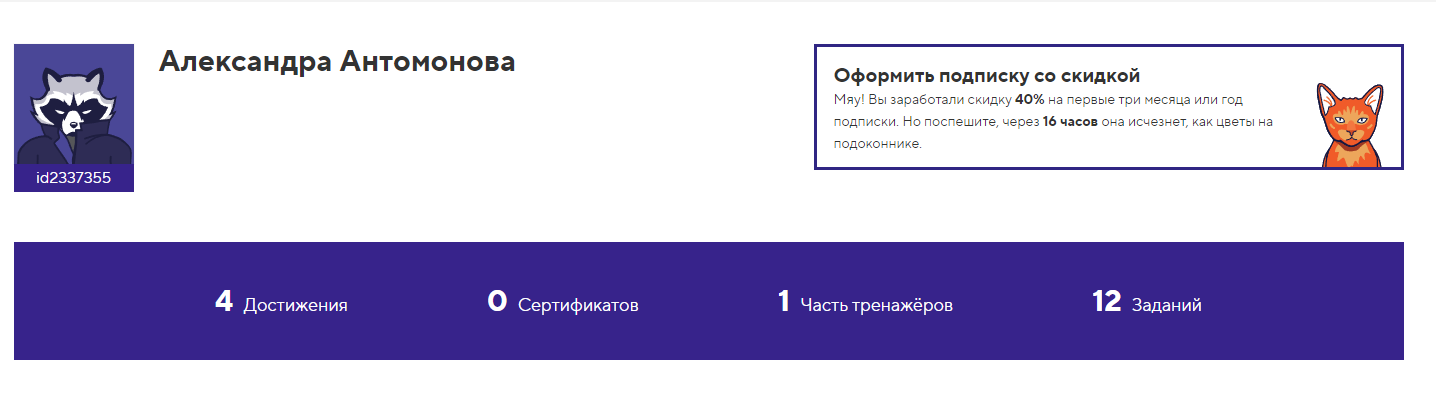 Александра Антомонова
id2337355
Оформить подписку со скидкой
Мяу! Вы заработали скидку 40% на первые три месяца или год
подписки. Но поспешите, через 16 часов она исчезнет, как цветы на
подоконнике.
4 Достижения
0 Сертификатов
1 Часть тренажёров
12 Заданий